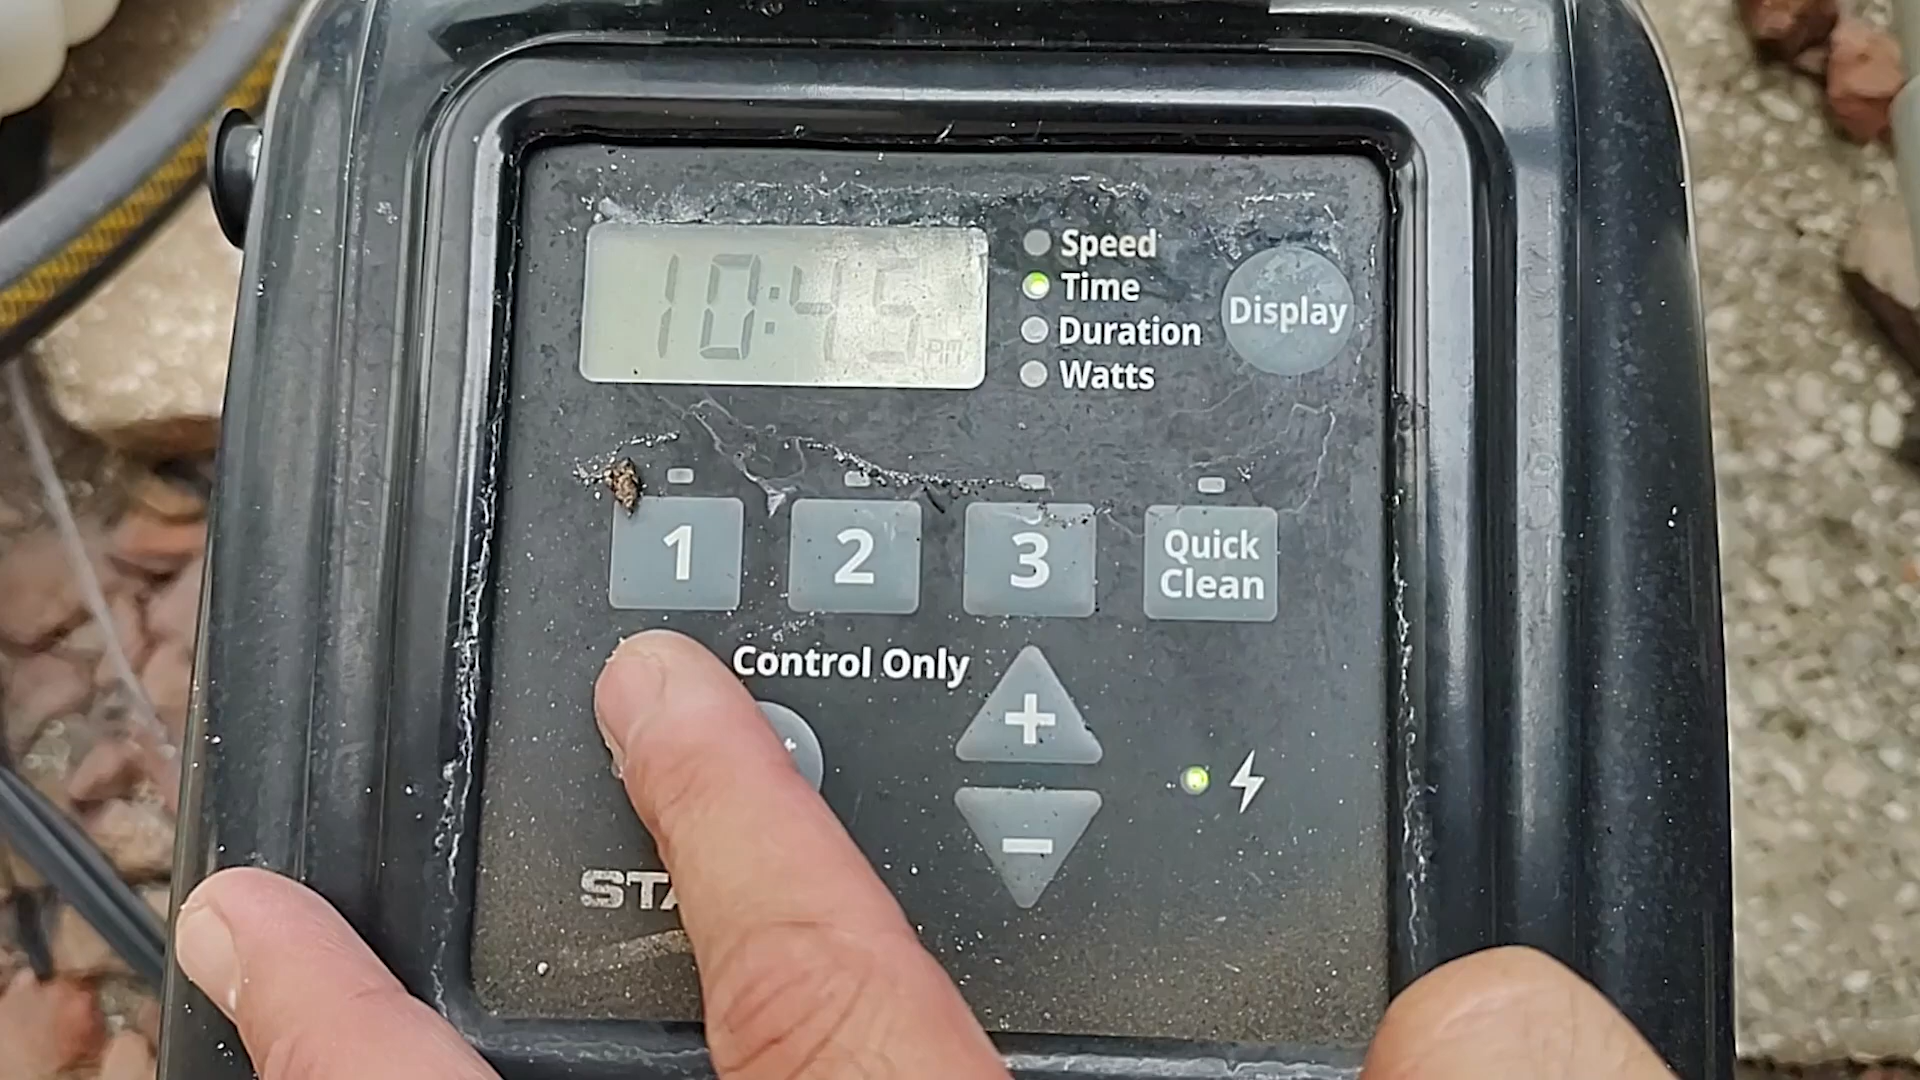 10:45 PM
Speed
Time
Duration
Watts
Display
1
2
3
Quick
Clean
Control Only
+
-
STA